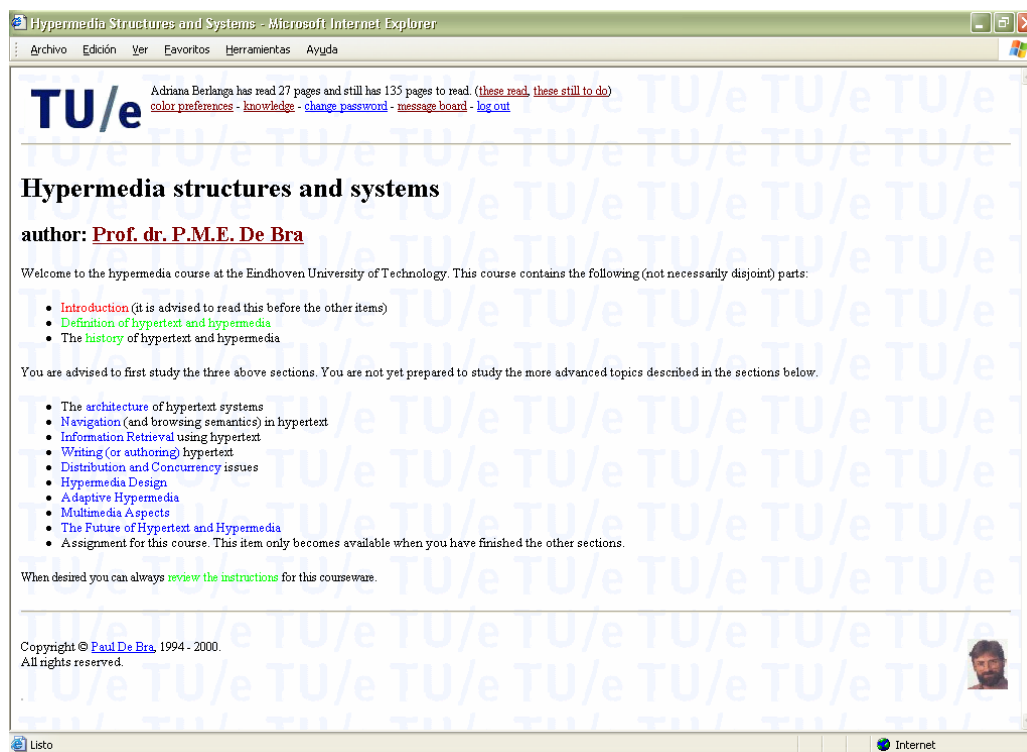 Hypermedia Structures and Systems - Microsoft Internet Explorer
Archivo Edición Ver Favoritos Herramientas Ayuda
TU/e
Adriana Berlanga has read 27 pages and still has 135 pages to read. (these read, these still to do)
color preferences - knowledge - change password - message board - log out
Hypermedia structures and systems
author: Prof. dr. P.M.E. De Bra
Welcome to the hypermedia course at the Eindhoven University of Technology. This course contains the following (not necessarily disjoint) parts:
• Introduction (it is advised to read this before the other items)
• Definition of hypertext and hypermedia
• The history of hypertext and hypermedia
You are advised to first study the three above sections. You are not yet prepared to study the more advanced topics described in the sections below.
• The architecture of hypertext systems
• Navigation (and browsing semantics) in hypertext
• Information Retrieval using hypertext
• Writing (or authoring) hypertext
• Distribution and Concurrency issues
• Hypermedia Design
• Adaptive Hypermedia
• Multimedia Aspects
• The Future of Hypertext and Hypermedia
• Assignment for this course. This item only becomes available when you have finished the other sections.
When desired you can always review the instructions for this courseware.
Copyright © Paul De Bra, 1994 - 2000.
All rights reserved.
.
Listo
Internet